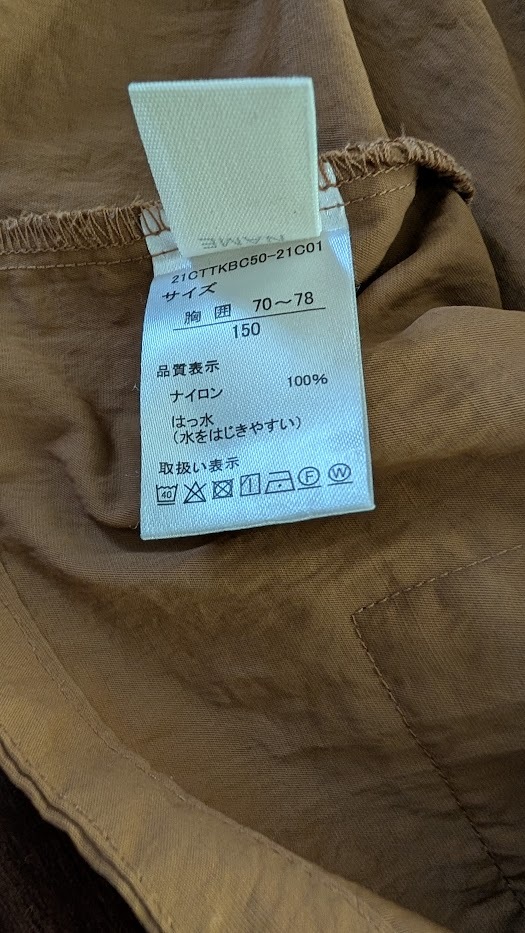 NAME
21CTTKBC50-21C01
サイズ
胸囲 70～78
150
品質表示
ナイロン 100%
はっ水
(水をはじきやすい)
取扱い表示
40 F W